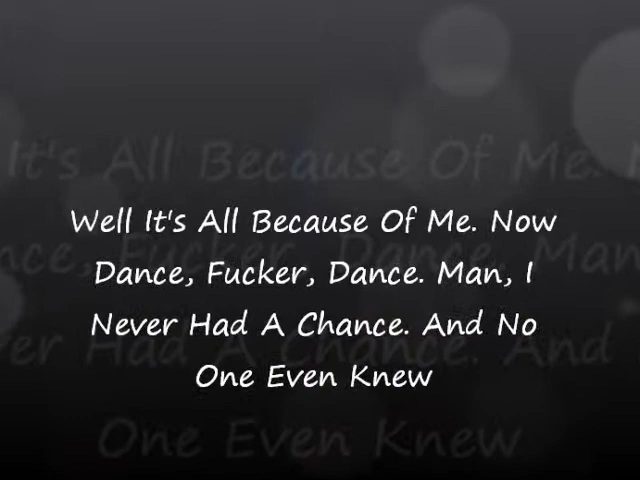 Well It's All Because Of Me. Now
Dance, Fucker, Dance. Man, I
Never Had A Chance. And No
One Even Knew